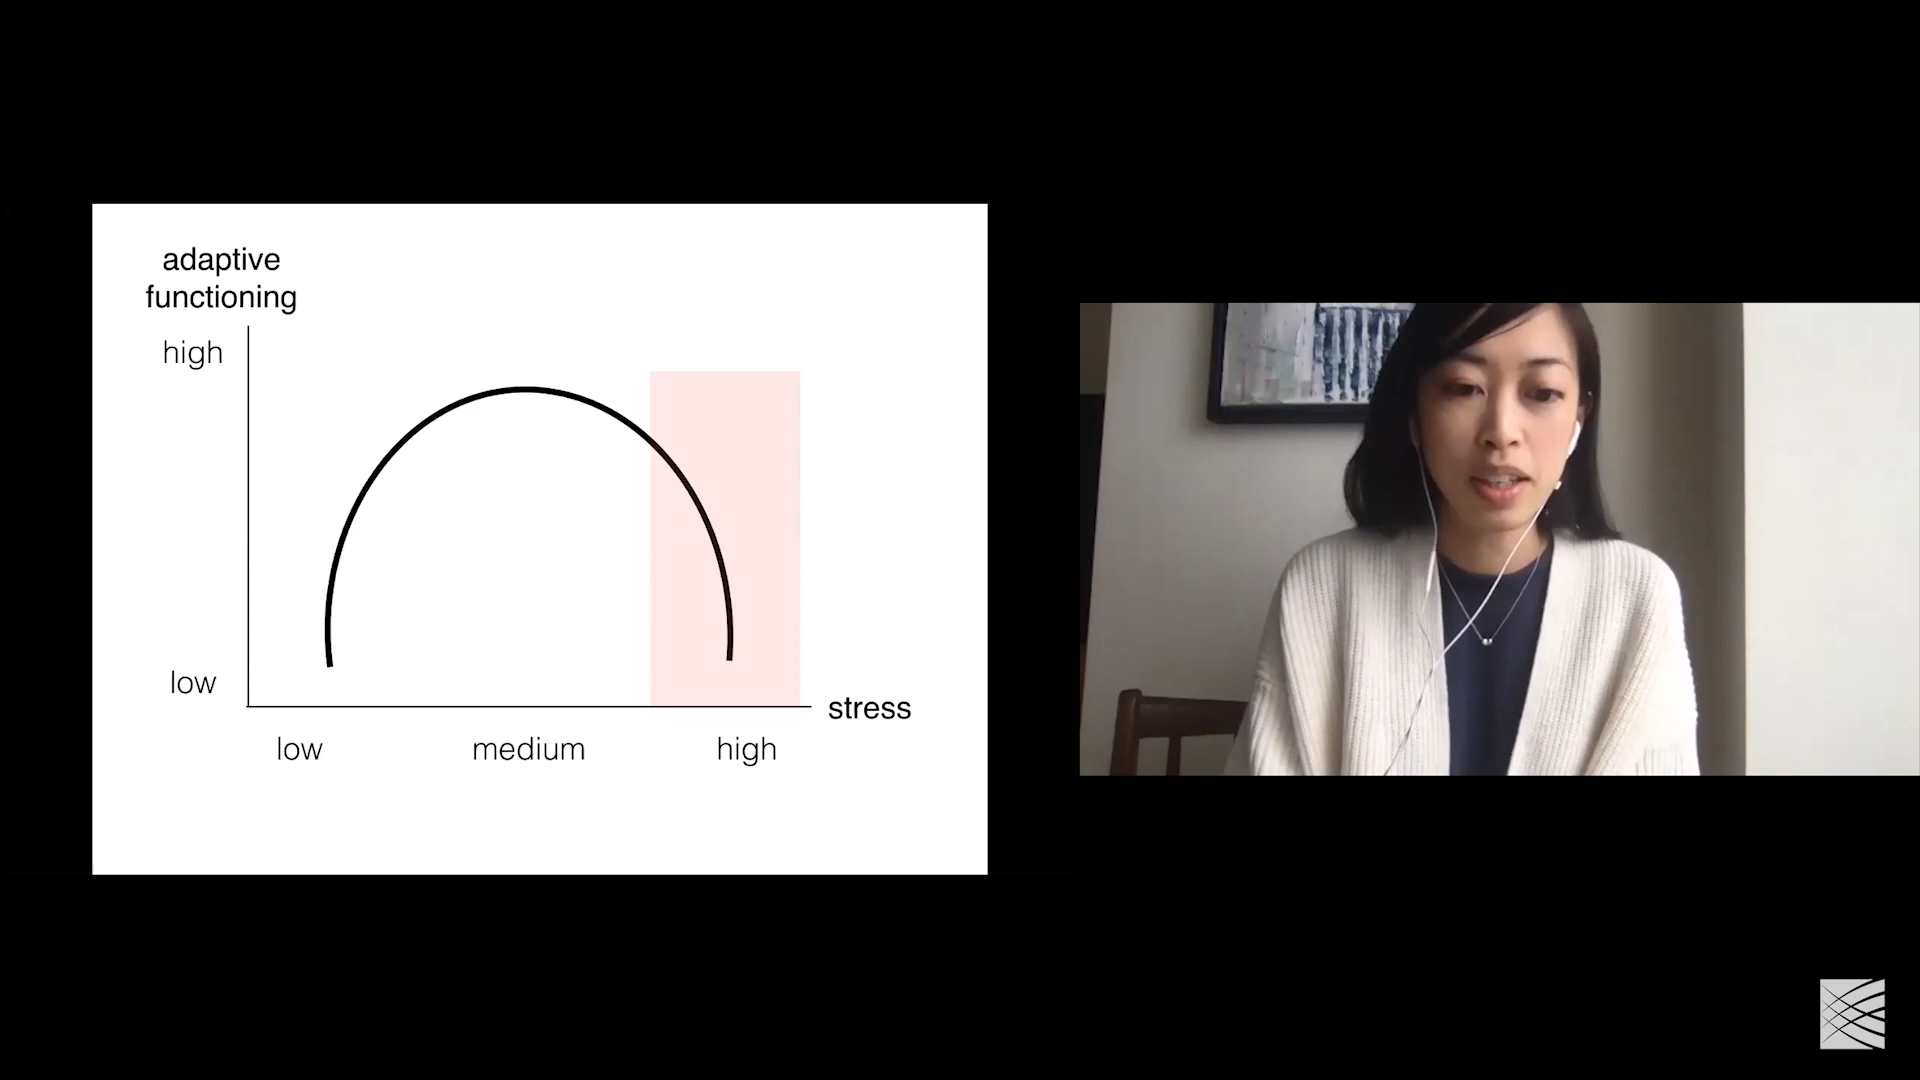 adaptive
functioning
high
low
stress
low medium high